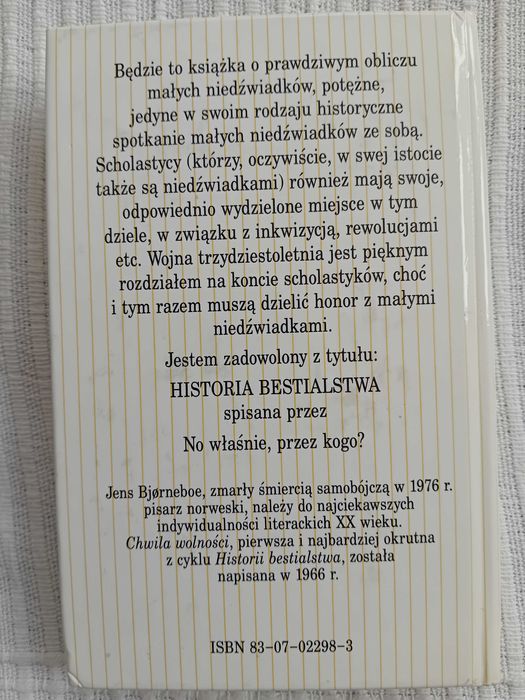 Będzie to książka o prawdziwym obliczu
małych niedźwiadków, potężne,
jedyne w swoim rodzaju historyczne
spotkanie małych niedźwiadków ze sobą.
Scholastycy (którzy, oczywiście, w swej istocie
także są niedźwiadkami) również mają swoje,
odpowiednio wydzielone miejsce w tym
dziele, w związku z inkwizycją, rewolucjami
etc. Wojna trzydziestoletnia jest pięknym
rozdziałem na koncie scholastyków, choć
i tym razem muszą dzielić honor z małymi
niedźwiadkami.
Jestem zadowolony z tytułu:
HISTORIA BESTIALSTWA
spisana przez
No właśnie, przez kogo?
Jens Bjørneboe, zmarły śmiercią samobójczą w 1976 r.
pisarz norweski, należy do najciekawszych
indywidualności literackich XX wieku.
Chwila wolności, pierwsza i najbardziej okrutna
z cyklu Historii bestialstwa, została
napisana w 1966 r.
ISBN 83-07-02298-3